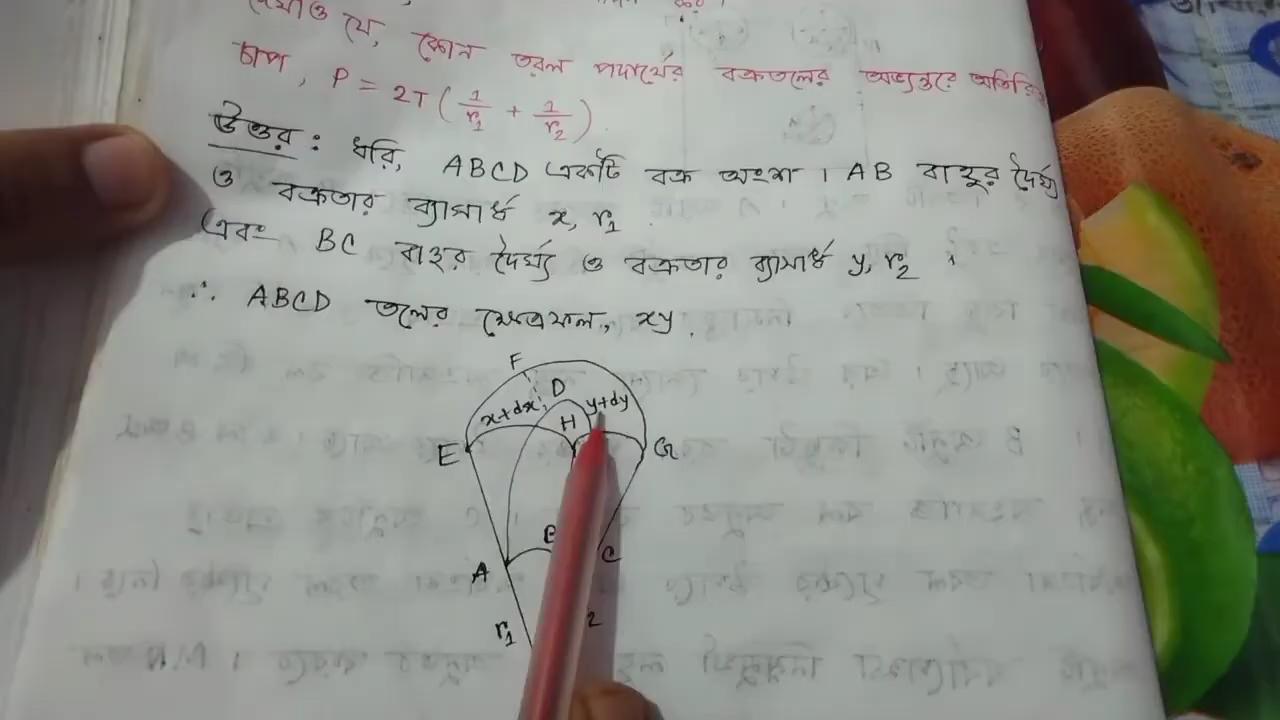 দেখাও যে, কোন তরল পদার্থের বক্রতলের অভ্যন্তরে
চাপ, P = 2T (1/r₁ + 1/r₂)
উত্তর : ধরি, ABCD একটি বক্র অংশ। AB বাহুর দৈর্ঘ্য
ও বক্রতার ব্যাসার্ধ x, r₁.
এবং BC বাহুর দৈর্ঘ্য ও বক্রতার ব্যাসার্ধ y, r₂ ।
∴ ABCD তলের ক্ষেত্রফল, xy.
F
D
x+dx
y+dy
H
E
G
B
A
C
r₁
2